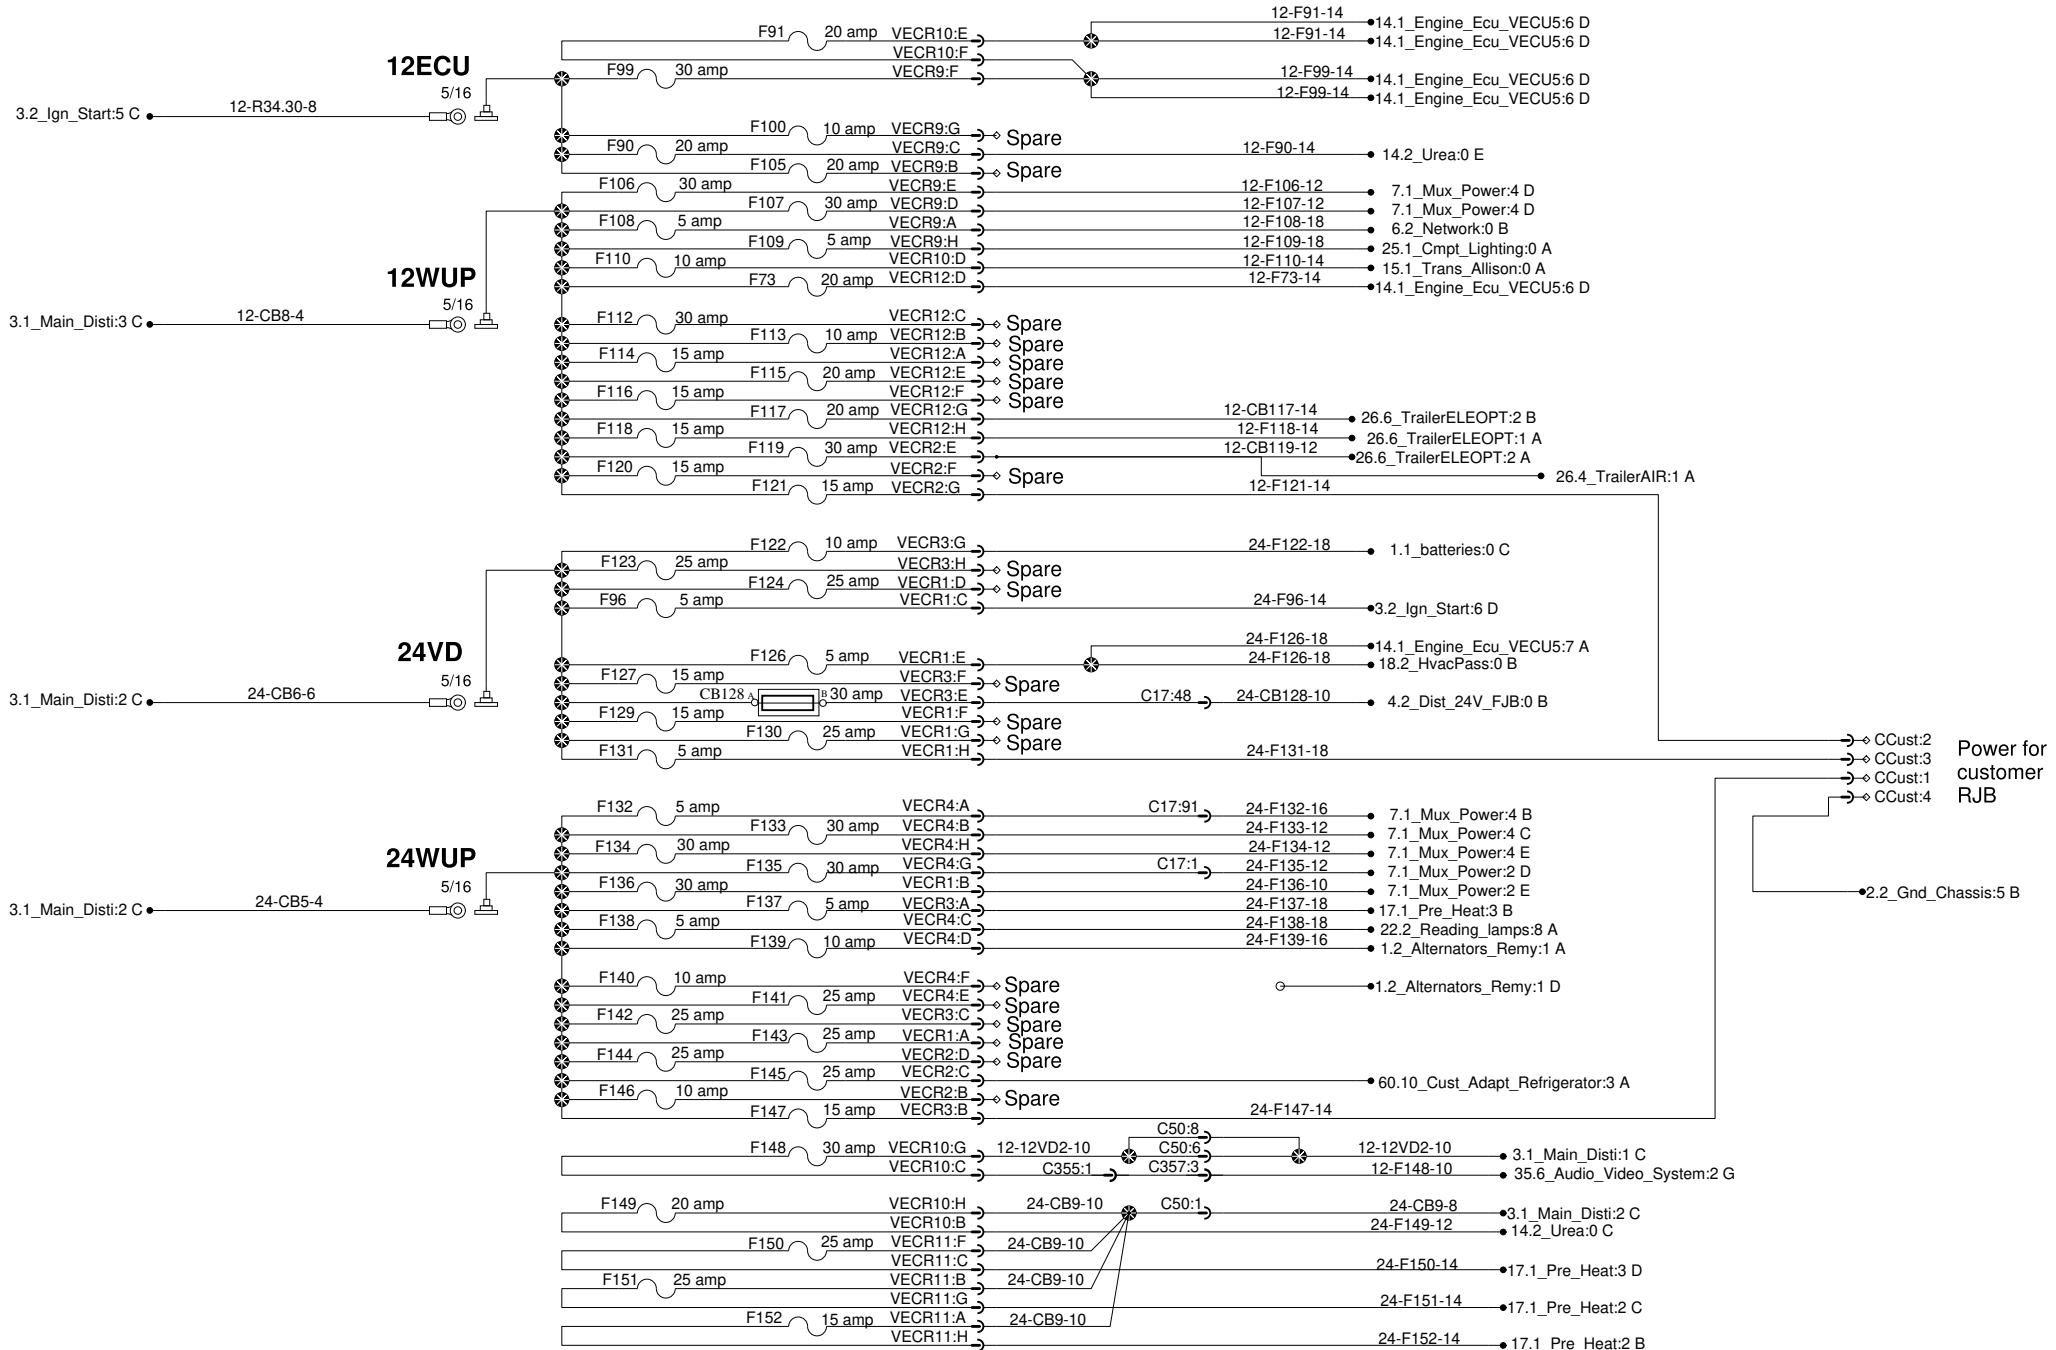 12-F91-14
14.1_Engine_Ecu_VECU5:6 D
F91 20 amp VECR10:E 12-F91-14 14.1_Engine_Ecu_VECU5:6 D
VECR10:F
12ECU F99 30 amp VECR9:F 12-F99-14 14.1_Engine_Ecu_VECU5:6 D
5/16 12-F99-14 14.1_Engine_Ecu_VECU5:6 D
3.2_Ign_Start:5 C 12-R34.30-8
F100 10 amp VECR9:G Spare
F90 20 amp VECR9:C 12-F90-14 14.2_Urea:0 E
F105 20 amp VECR9:B Spare
F106 30 amp VECR9:E 12-F106-12 7.1_Mux_Power:4 D
F107 30 amp VECR9:D 12-F107-12 7.1_Mux_Power:4 D
F108 5 amp VECR9:A 12-F108-18 6.2_Network:0 B
F109 5 amp VECR9:H 12-F109-18 25.1_Cmpt_Lighting:0 A
F110 10 amp VECR10:D 12-F110-14 15.1_Trans_Allison:0 A
12WUP F73 20 amp VECR12:D 12-F73-14 14.1_Engine_Ecu_VECU5:6 D
5/16
3.1_Main_Disti:3 C 12-CB8-4
F112 30 amp VECR12:C Spare
F113 10 amp VECR12:B Spare
F114 15 amp VECR12:A Spare
F115 20 amp VECR12:E Spare
F116 15 amp VECR12:F Spare
F117 20 amp VECR12:G 12-CB117-14 26.6_TrailerELEOPT:2 B
F118 15 amp VECR12:H 12-F118-14 26.6_TrailerELEOPT:1 A
F119 30 amp VECR2:E 12-CB119-12 26.6_TrailerELEOPT:2 A
F120 15 amp VECR2:F Spare 26.4_TrailerAIR:1 A
F121 15 amp VECR2:G 12-F121-14
F122 10 amp VECR3:G 24-F122-18 1.1_batteries:0 C
F123 25 amp VECR3:H Spare
F124 25 amp VECR1:D Spare
F96 5 amp VECR1:C 24-F96-14 3.2_Ign_Start:6 D
24VD
5/16
24-F126-18 14.1_Engine_Ecu_VECU5:7 A
F126 5 amp VECR1:E 24-F126-18 18.2_HvacPass:0 B
F127 15 amp VECR3:F Spare
3.1_Main_Disti:2 C 24-CB6-6 CB128 A B 30 amp VECR3:E C17:48 24-CB128-10 4.2_Dist_24V_FJB:0 B
F129 15 amp VECR1:F Spare
F130 25 amp VECR1:G Spare
F131 5 amp VECR1:H 24-F131-18
CCust:2
CCust:3
CCust:1
CCust:4
Power for
customer
RJB
F132 5 amp VECR4:A C17:91 24-F132-16 7.1_Mux_Power:4 B
F133 30 amp VECR4:B 24-F133-12 7.1_Mux_Power:4 C
24WUP F134 30 amp VECR4:H 24-F134-12 7.1_Mux_Power:4 E
5/16 F135 30 amp VECR4:G C17:1 24-F135-12 7.1_Mux_Power:2 D
F136 30 amp VECR1:B 24-F136-10 7.1_Mux_Power:2 E 2.2_Gnd_Chassis:5 B
3.1_Main_Disti:2 C 24-CB5-4 F137 5 amp VECR3:A 24-F137-18 17.1_Pre_Heat:3 B
F138 5 amp VECR4:C 24-F138-18 22.2_Reading_lamps:8 A
F139 10 amp VECR4:D 24-F139-16 1.2_Alternators_Remy:1 A
F140 10 amp VECR4:F Spare 1.2_Alternators_Remy:1 D
F141 25 amp VECR4:E Spare
F142 25 amp VECR3:C Spare
F143 25 amp VECR1:A Spare
F144 25 amp VECR2:D Spare
F145 25 amp VECR2:C 60.10_Cust_Adapt_Refrigerator:3 A
F146 10 amp VECR2:B Spare
F147 15 amp VECR3:B 24-F147-14
C50:8
F148 30 amp VECR10:G 12-12VD2-10 C50:6 12-12VD2-10 3.1_Main_Disti:1 C
VECR10:C C355:1 C357:3 12-F148-10 35.6_Audio_Video_System:2 G
F149 20 amp VECR10:H 24-CB9-10 C50:1 24-CB9-8 3.1_Main_Disti:2 C
VECR10:B 24-F149-12 14.2_Urea:0 C
F150 25 amp VECR11:F 24-CB9-10
VECR11:C 24-F150-14 17.1_Pre_Heat:3 D
F151 25 amp VECR11:B 24-CB9-10
VECR11:G 24-F151-14 17.1_Pre_Heat:2 C
F152 15 amp VECR11:A 24-CB9-10
VECR11:H 24-F152-14 17.1_Pre_Heat:2 B